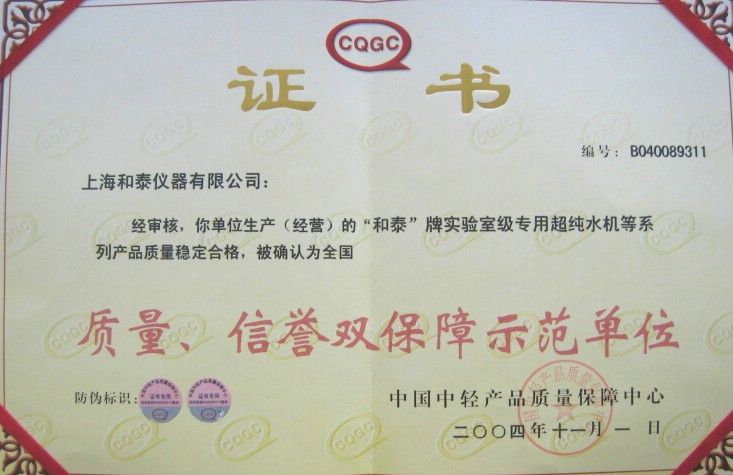 CQGC
证 书
编号：B040089311
上海和泰仪器有限公司：
经审核，你单位生产（经营）的“和泰”牌实验室级专用超纯水机等系
列产品质量稳定合格，被确认为全国
质量、信誉双保障示范单位
防伪标识：
证书专用
证书专用
中国中轻产品质量保障中心
二〇〇四年十一月一日